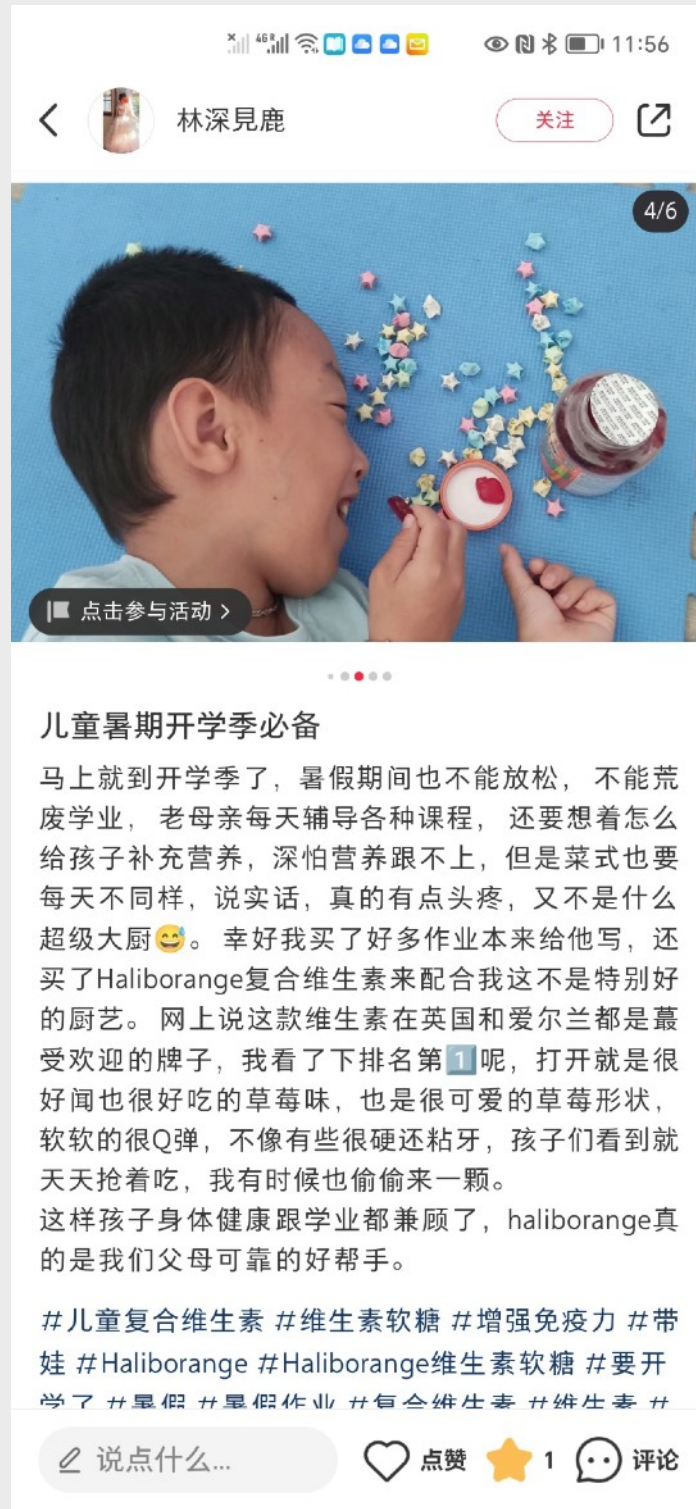 11:56
林深見鹿
关注
4/6
点击参与活动
儿童暑期开学季必备
马上就到开学季了，暑假期间也不能放松， 不能荒
废学业， 老母亲每天辅导各种课程， 还要想着怎么
给孩子补充营养，深怕营养跟不上，但是菜式也要
每天不同样，说实话，真的有点头疼，又不是什么
超级大厨😅。 幸好我买了好多作业本来给他写，还
买了Haliborange复合维生素来配合我这不是特别好
的厨艺。 网上说这款维生素在英国和爱尔兰都是蕞
受欢迎的牌子，我看了下排名第1️⃣呢，打开就是很
好闻也很好吃的草莓味，也是很可爱的草莓形状，
软软的很Q弹，不像有些很硬还粘牙，孩子们看到就
天天抢着吃，我有时候也偷偷来一颗。
这样孩子身体健康跟学业都兼顾了，haliborange真
的是我们父母可靠的好帮手。
#儿童复合维生素 #维生素软糖 #增强免疫力 #带
娃 #Haliborange #Haliborange维生素软糖 #要开
学了 #暑假 #暑假作业 #复合维生素 #维生素 #
说点什么...
点赞
1
评论